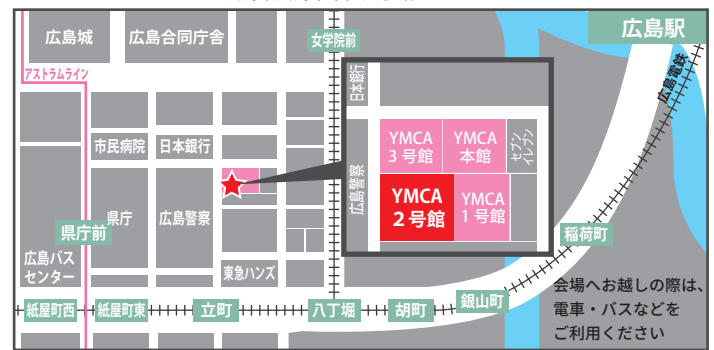 広島城
広島合同庁舎
女学院前
広島駅
アストラムライン
広島電鉄
日本銀行
市民病院
日本銀行
YMCA
3号館
YMCA
本館
セブン
イレブン
広島警察
YMCA
2号館
YMCA
1号館
県庁
広島警察
県庁前
稲荷町
広島バス
センター
東急ハンズ
会場へお越しの際は、
電車・バスなどを
ご利用ください
紙屋町西
紙屋町東
立町
八丁堀
胡町
銀山町